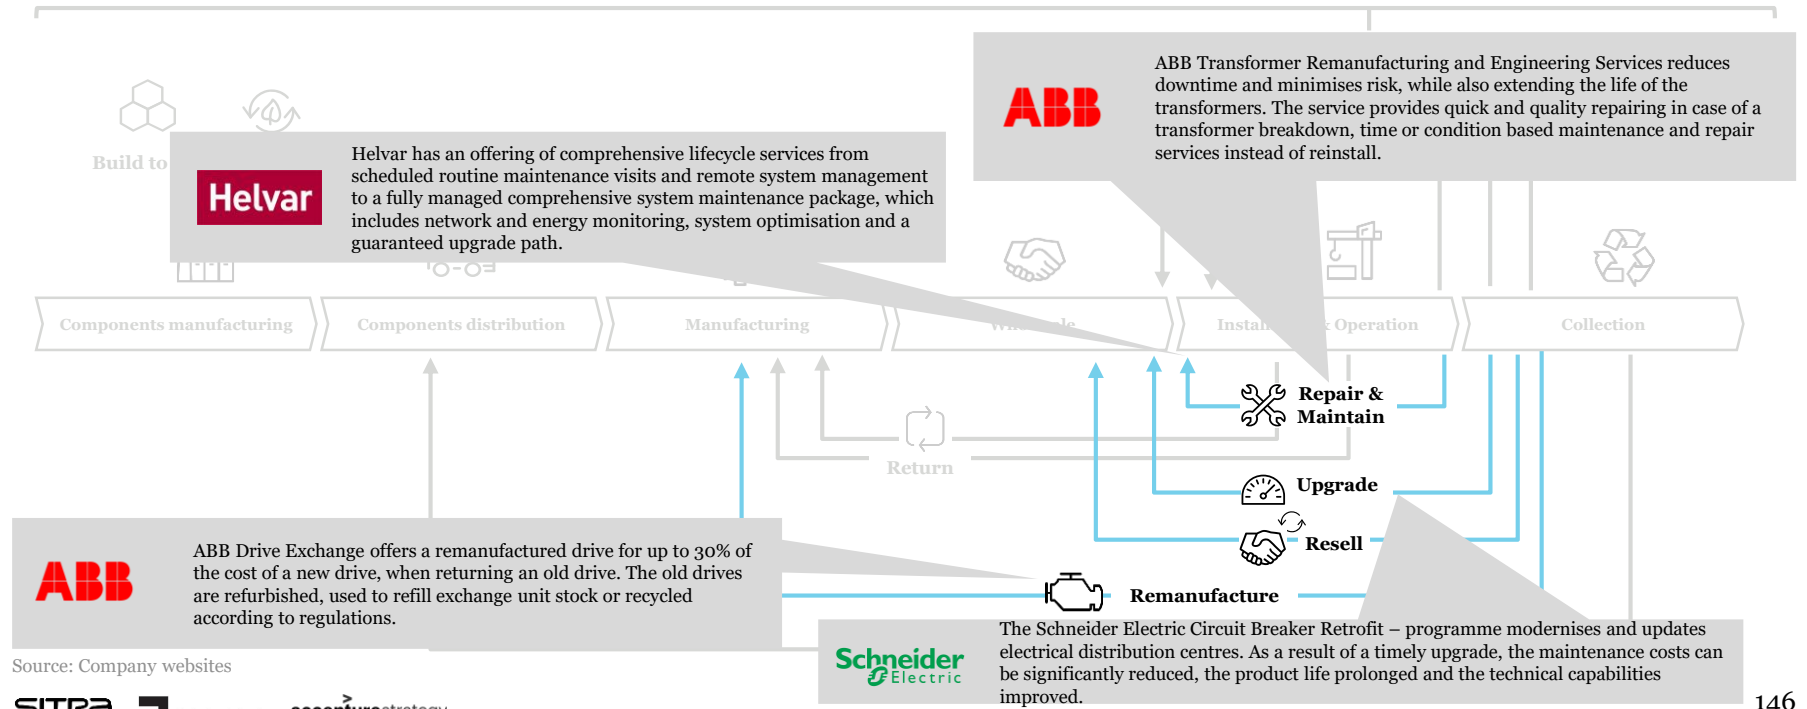 ABB
ABB Transformer Remanufacturing and Engineering Services reduces
downtime and minimises risk, while also extending the life of the
transformers. The service provides quick and quality repairing in case of a
transformer breakdown, time or condition based maintenance and repair
services instead of reinstall.
Build to
Helvar
Helvar has an offering of comprehensive lifecycle services from
scheduled routine maintenance visits and remote system management
to a fully managed comprehensive system maintenance package, which
includes network and energy monitoring, system optimisation and a
guaranteed upgrade path.
Components manufacturing
Components distribution
Manufacturing
Operation
Collection
Repair &
Maintain
Return
Upgrade
Resell
Remanufacture
ABB
ABB Drive Exchange offers a remanufactured drive for up to 30% of
the cost of a new drive, when returning an old drive. The old drives
are refurbished, used to refill exchange unit stock or recycled
according to regulations.
Schneider
Electric
The Schneider Electric Circuit Breaker Retrofit – programme modernises and updates
electrical distribution centres. As a result of a timely upgrade, the maintenance costs can
be significantly reduced, the product life prolonged and the technical capabilities
improved.
Source: Company websites
SITRA
accenturestrategy
146